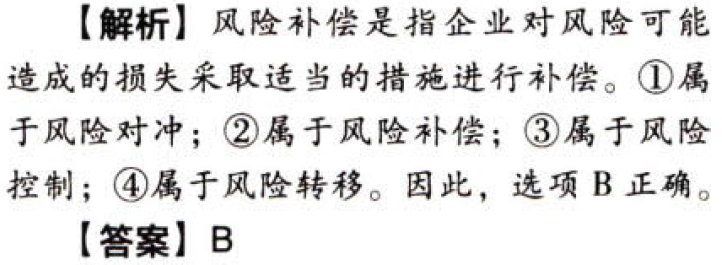 【解析】风险补偿是指企业对风险可能
造成的损失采取适当的措施进行补偿。①属
于风险对冲；②属于风险补偿；③属于风险
控制；④属于风险转移。因此，选项 B 正确。
【答案】B